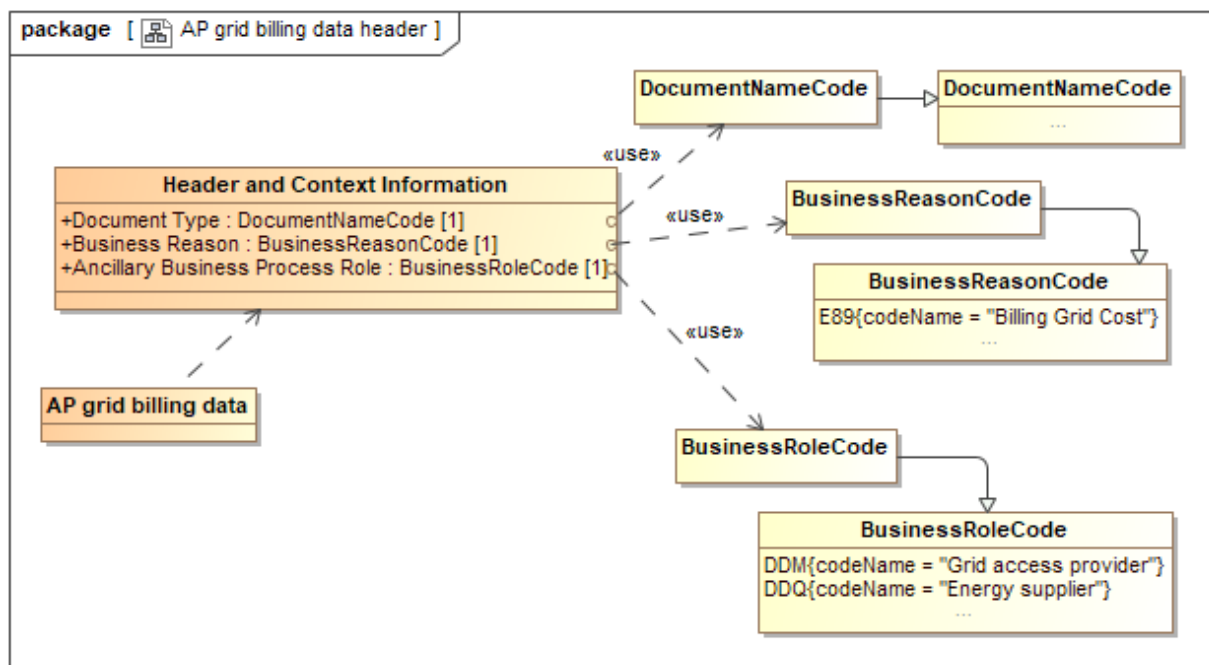 package [ AP grid billing data header ]
DocumentNameCode
DocumentNameCode
...
«use»
Header and Context Information
+Document Type : DocumentNameCode [1]
+Business Reason : BusinessReasonCode [1]
+Ancillary Business Process Role : BusinessRoleCode [1]
«use»
BusinessReasonCode
BusinessReasonCode
E89{codeName = "Billing Grid Cost"}
...
«use»
AP grid billing data
BusinessRoleCode
BusinessRoleCode
DDM{codeName = "Grid access provider"}
DDQ{codeName = "Energy supplier"}
...